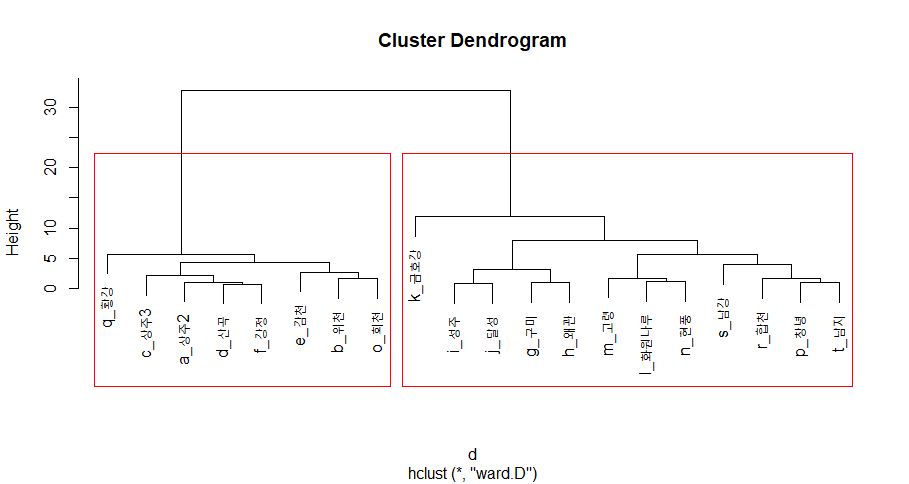 Cluster Dendrogram
Height
30
20
10
5
0
q_황강
c_상주3
a_상주2
d_산곡
f_강정
e_감천
b_위천
o_회천
k_금호강
i_성주
j_달성
g_구미
h_왜관
m_고령
l_화원나루
n_현풍
s_남강
r_합천
p_창녕
t_남지
d
hclust (*, "ward.D")